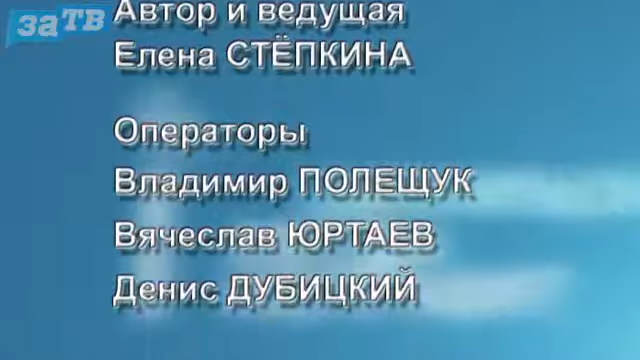 заТВ
Автор и ведущая
Елена СТЁПКИНА
Операторы
Владимир ПОЛЕЩУК
Вячеслав ЮРТАЕВ
Денис ДУБИЦКИЙ